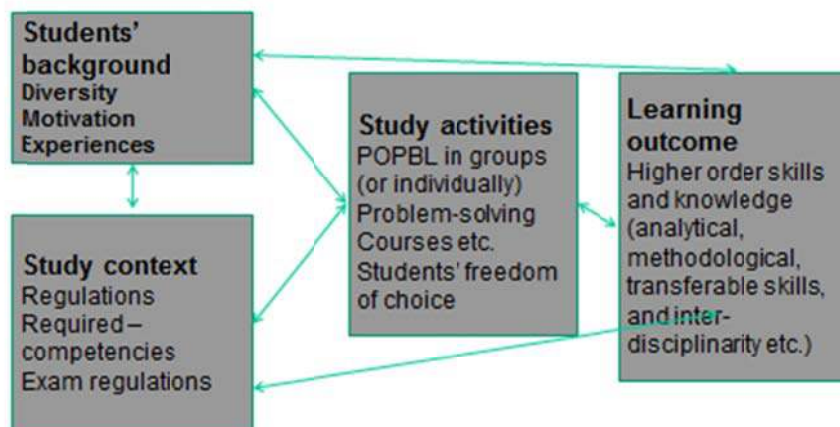 Students'
background
Diversity
Motivation
Experiences
Study context
Regulations
Required –
competencies
Exam regulations
Study activities
POPBL in groups
(or individually)
Problem-solving
Courses etc.
Students' freedom
of choice
Learning
outcome
Higher order skills
and knowledge
(analytical,
methodological,
transferable skills,
and inter-
disciplinarity etc.)